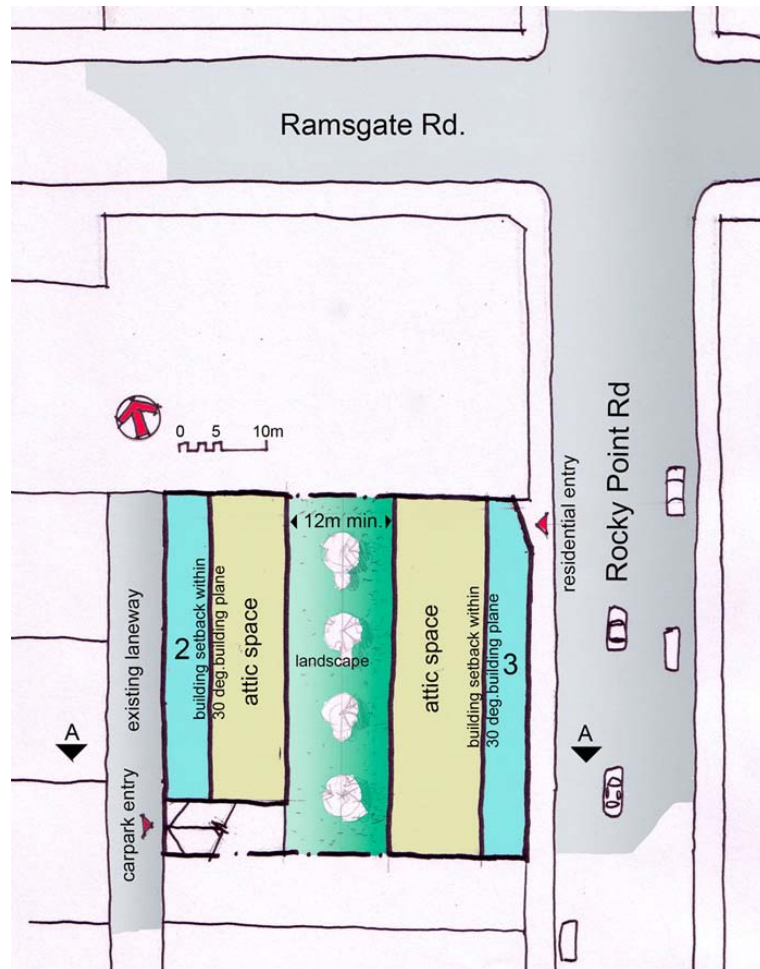 Ramsgate Rd.
0 5 10m
Rocky Point Rd
residential entry
12m min.
existing laneway
2
building setback within
30 deg.building plane
attic space
landscape
attic space
building setback within
30 deg.building plane
3
A
A
carpark entry